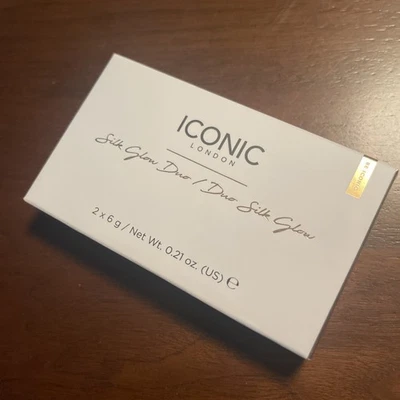 ICONIC
LONDON
Silk Glow Duo / Duo Silk Glow
2 x 6 g / Net Wt. 0.21 oz. (US) ℮